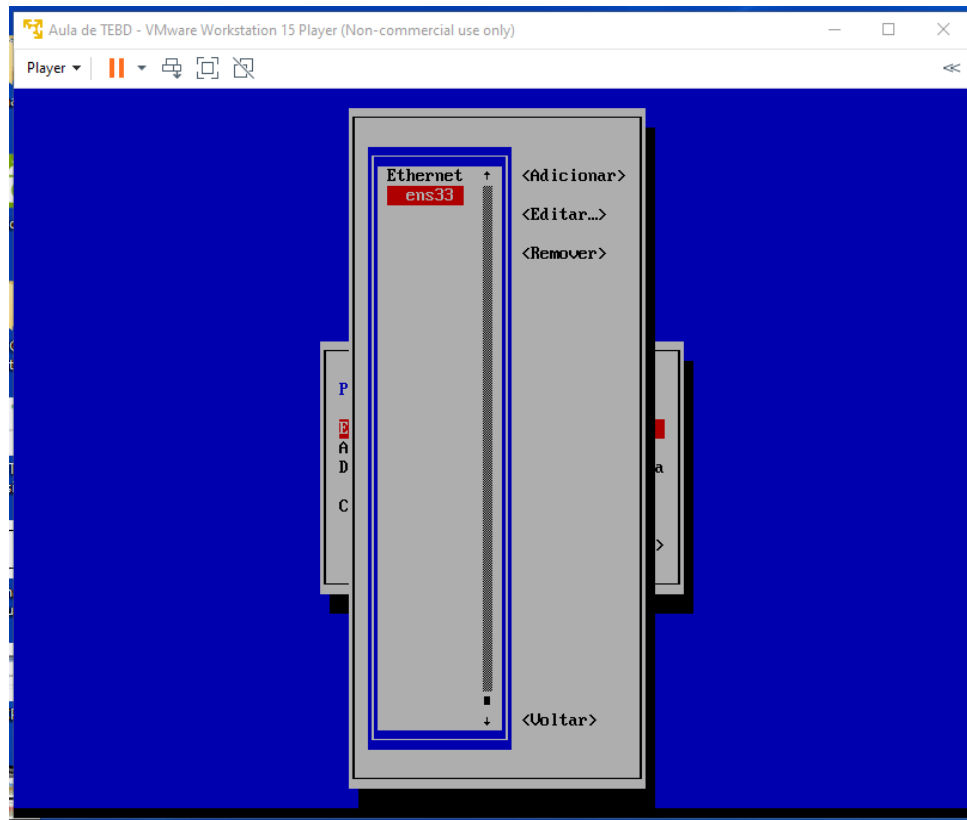 Aula de TEBD - VMware Workstation 15 Player (Non-commercial use only)
Player
Ethernet
ens33
<Adicionar>
<Editar…>
<Remover>
<Voltar>
P
E
A
D
a
C
>